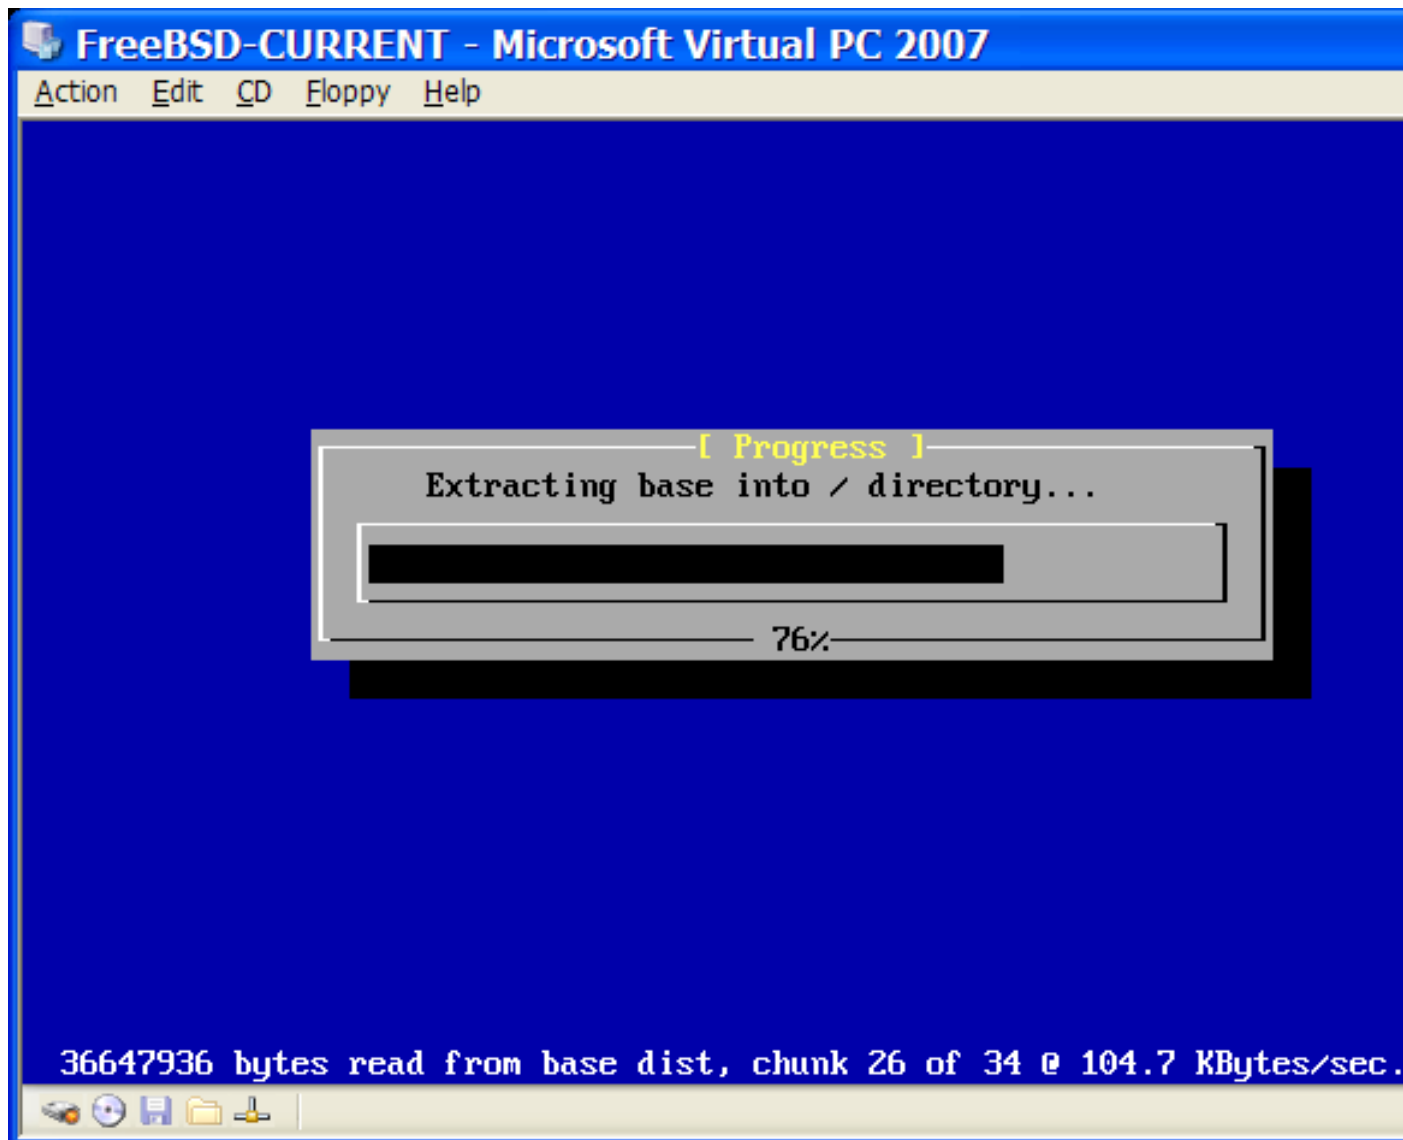 FreeBSD-CURRENT - Microsoft Virtual PC 2007
Action Edit CD Floppy Help
[ Progress ]
Extracting base into / directory...
76%
36647936 bytes read from base dist, chunk 26 of 34 @ 104.7 KBytes/sec.